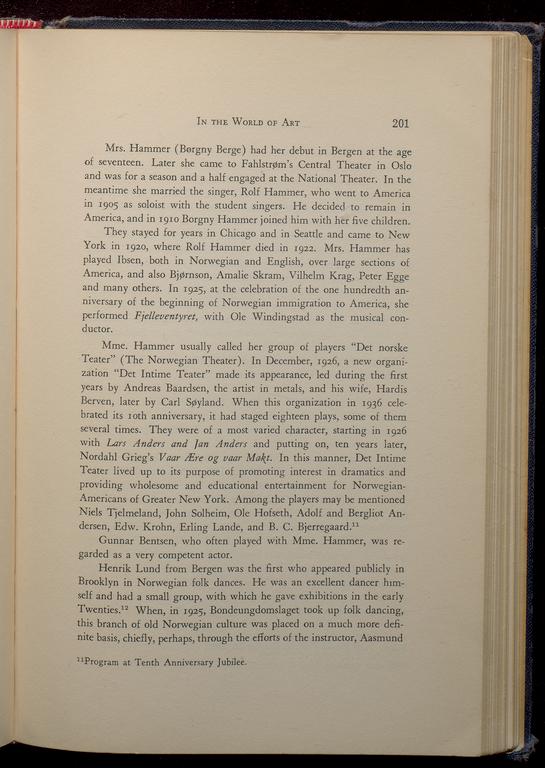 In the World of Art 201
Mrs. Hammer (Børgny Berge) had her debut in Bergen at the age
of seventeen. Later she came to Fahlstrøm's Central Theater in Oslo
and was for a season and a half engaged at the National Theater. In the
meantime she married the singer, Rolf Hammer, who went to America
in 1905 as soloist with the student singers. He decided to remain in
America, and in 1910 Borgny Hammer joined him with her five children.
They stayed for years in Chicago and in Seattle and came to New
York in 1920, where Rolf Hammer died in 1922. Mrs. Hammer has
played Ibsen, both in Norwegian and English, over large sections of
America, and also Bjørnson, Amalie Skram, Vilhelm Krag, Peter Egge
and many others. In 1925, at the celebration of the one hundredth an-
niversary of the beginning of Norwegian immigration to America, she
performed Fjelleventyret, with Ole Windingstad as the musical con-
ductor.
Mme. Hammer usually called her group of players "Det norske
Teater" (The Norwegian Theater). In December, 1926, a new organi-
zation "Det Intime Teater" made its appearance, led during the first
years by Andreas Baardsen, the artist in metals, and his wife, Hardis
Berven, later by Carl Søyland. When this organization in 1936 cele-
brated its 10th anniversary, it had staged eighteen plays, some of them
several times. They were of a most varied character, starting in 1926
with Lars Anders and Jan Anders and putting on, ten years later,
Nordahl Grieg's Vaar Ære og vaar Makt. In this manner, Det Intime
Teater lived up to its purpose of promoting interest in dramatics and
providing wholesome and educational entertainment for Norwegian-
Americans of Greater New York. Among the players may be mentioned
Niels Tjelmeland, John Solheim, Ole Hofseth, Adolf and Bergliot An-
dersen, Edw. Krohn, Erling Lande, and B. C. Bjerregaard.¹¹
Gunnar Bentsen, who often played with Mme. Hammer, was re-
garded as a very competent actor.
Henrik Lund from Bergen was the first who appeared publicly in
Brooklyn in Norwegian folk dances. He was an excellent dancer him-
self and had a small group, with which he gave exhibitions in the early
Twenties.¹² When, in 1925, Bondeungdomslaget took up folk dancing,
this branch of old Norwegian culture was placed on a much more defi-
nite basis, chiefly, perhaps, through the efforts of the instructor, Aasmund
¹¹Program at Tenth Anniversary Jubilee.